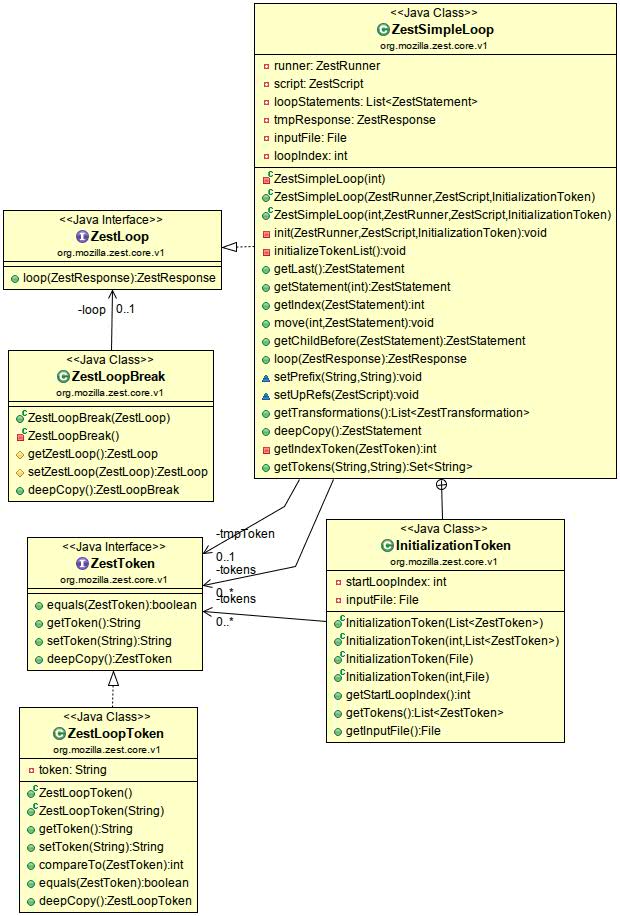 <<Java Class>>
ZestSimpleLoop
org.mozilla.zest.core.v1
runner: ZestRunner
script: ZestScript
loopStatements: List<ZestStatement>
tmpResponse: ZestResponse
inputFile: File
loopIndex: int
ZestSimpleLoop(int)
ZestSimpleLoop(ZestRunner,ZestScript,InitializationToken)
ZestSimpleLoop(int,ZestRunner,ZestScript,InitializationToken)
init(ZestRunner,ZestScript,InitializationToken):void
initializeTokenList():void
getLast():ZestStatement
getStatement(int):ZestStatement
getIndex(ZestStatement):int
move(int,ZestStatement):void
getChildBefore(ZestStatement):ZestStatement
loop(ZestResponse):ZestResponse
setPrefix(String,String):void
setUpRefs(ZestScript):void
getTransformations():List<ZestTransformation>
deepCopy():ZestStatement
getIndexToken(ZestToken):int
getTokens(String,String):Set<String>
<<Java Interface>>
ZestLoop
org.mozilla.zest.core.v1
loop(ZestResponse):ZestResponse
-loop 0..1
<<Java Class>>
ZestLoopBreak
org.mozilla.zest.core.v1
ZestLoopBreak(ZestLoop)
ZestLoopBreak()
getZestLoop():ZestLoop
setZestLoop(ZestLoop):ZestLoop
deepCopy():ZestLoopBreak
-tmpToken
0..1
-tokens
0..*
-tokens
0..*
<<Java Interface>>
ZestToken
org.mozilla.zest.core.v1
equals(ZestToken):boolean
getToken():String
setToken(String):String
deepCopy():ZestToken
<<Java Class>>
InitializationToken
org.mozilla.zest.core.v1
startLoopIndex: int
inputFile: File
InitializationToken(List<ZestToken>)
InitializationToken(int,List<ZestToken>)
InitializationToken(File)
InitializationToken(int,File)
getStartLoopIndex():int
getTokens():List<ZestToken>
getInputFile():File
<<Java Class>>
ZestLoopToken
org.mozilla.zest.core.v1
token: String
ZestLoopToken()
ZestLoopToken(String)
getToken():String
setToken(String):String
compareTo(ZestToken):int
equals(ZestToken):boolean
deepCopy():ZestLoopToken